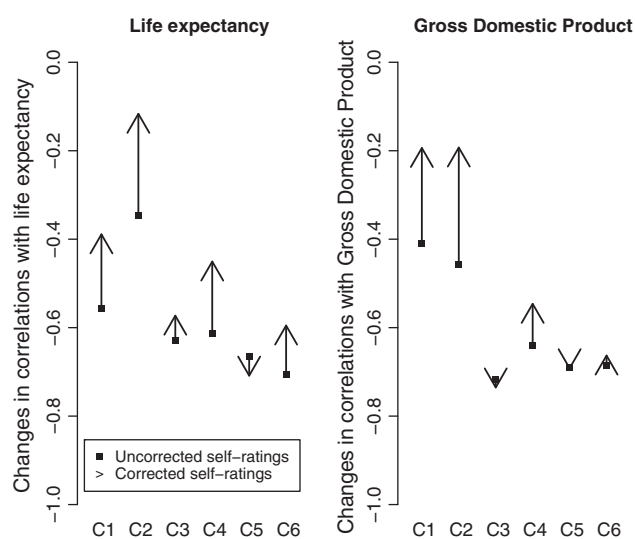 Life expectancy
Changes in correlations with life expectancy
0.0
−0.2
−0.4
−0.6
−0.8
−1.0
Uncorrected self−ratings
> Corrected self−ratings
C1 C2 C3 C4 C5 C6
Gross Domestic Product
Changes in correlations with Gross Domestic Product
0.0
−0.2
−0.4
−0.6
−0.8
−1.0
C1 C2 C3 C4 C5 C6